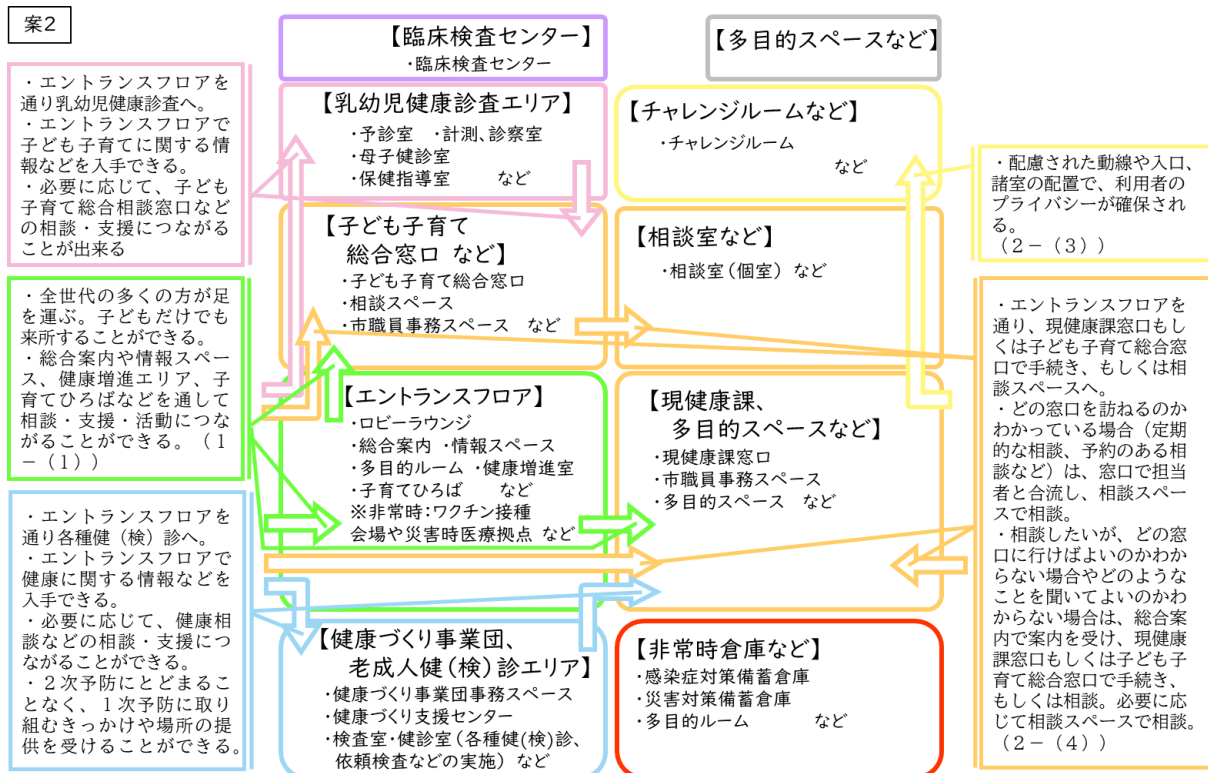 案2
【臨床検査センター】
・臨床検査センター
【多目的スペースなど】
・エントランスフロアを
通り乳幼児健康診査へ。
・エントランスフロアで
子ども子育てに関する情
報などを入手できる。
・必要に応じて、子ども
子育て総合相談窓口など
の相談・支援につながる
ことが出来る
【乳幼児健康診査エリア】
・予診室 ・計測、診察室
・母子健診室
・保健指導室 など
【チャレンジルームなど】
・チャレンジルーム
など
・配慮された動線や入口、
諸室の配置で、利用者の
プライバシーが確保され
る。
（２－（３））
【子ども子育て
総合窓口 など】
・子ども子育て総合窓口
・相談スペース
・市職員事務スペース など
【相談室など】
・相談室（個室） など
・全世代の多くの方が足
を運ぶ。子どもだけでも
来所することができる。
・総合案内や情報スペー
ス、健康増進エリア、子
育てひろばなどを通して
相談・支援・活動につな
がることができる。（１
－（１））
【エントランスフロア】
・ロビーラウンジ
・総合案内 ・情報スペース
・多目的ルーム ・健康増進室
・子育てひろば など
※非常時：ワクチン接種
会場や災害時医療拠点 など
【現健康課、
多目的スペースなど】
・現健康課窓口
・市職員事務スペース
・多目的スペース など
・エントランスフロアを
通り、現健康課窓口もし
くは子ども子育て総合窓
口で手続き、もしくは相
談スペースへ。
・どの窓口を訪ねるのか
わかっている場合（定期
的な相談、予約のある相
談など）は、窓口で担当
者と合流し、相談スペー
スで相談。
・相談したいが、どの窓
口に行けばよいのかわか
らない場合やどのような
ことを聞いてよいのかわ
からない場合は、総合案
内で案内を受け、現健康
課窓口もしくは子ども子
育て総合窓口で手続き、
もしくは相談。必要に応
じて相談スペースで相談。
（２－（４））
・エントランスフロアを
通り各種健（検）診へ。
・エントランスフロアで
健康に関する情報などを
入手できる。
・必要に応じて、健康相
談などの相談・支援につ
ながることができる。
・２次予防にとどまるこ
となく、１次予防に取り
組むきっかけや場所の提
供を受けることができる。
【健康づくり事業団、
老成人健（検）診エリア】
・健康づくり事業団事務スペース
・健康づくり支援センター
・検査室・健診室（各種健（検）診、
依頼検査などの実施） など
【非常時倉庫など】
・感染症対策備蓄倉庫
・災害対策備蓄倉庫
・多目的ルーム など